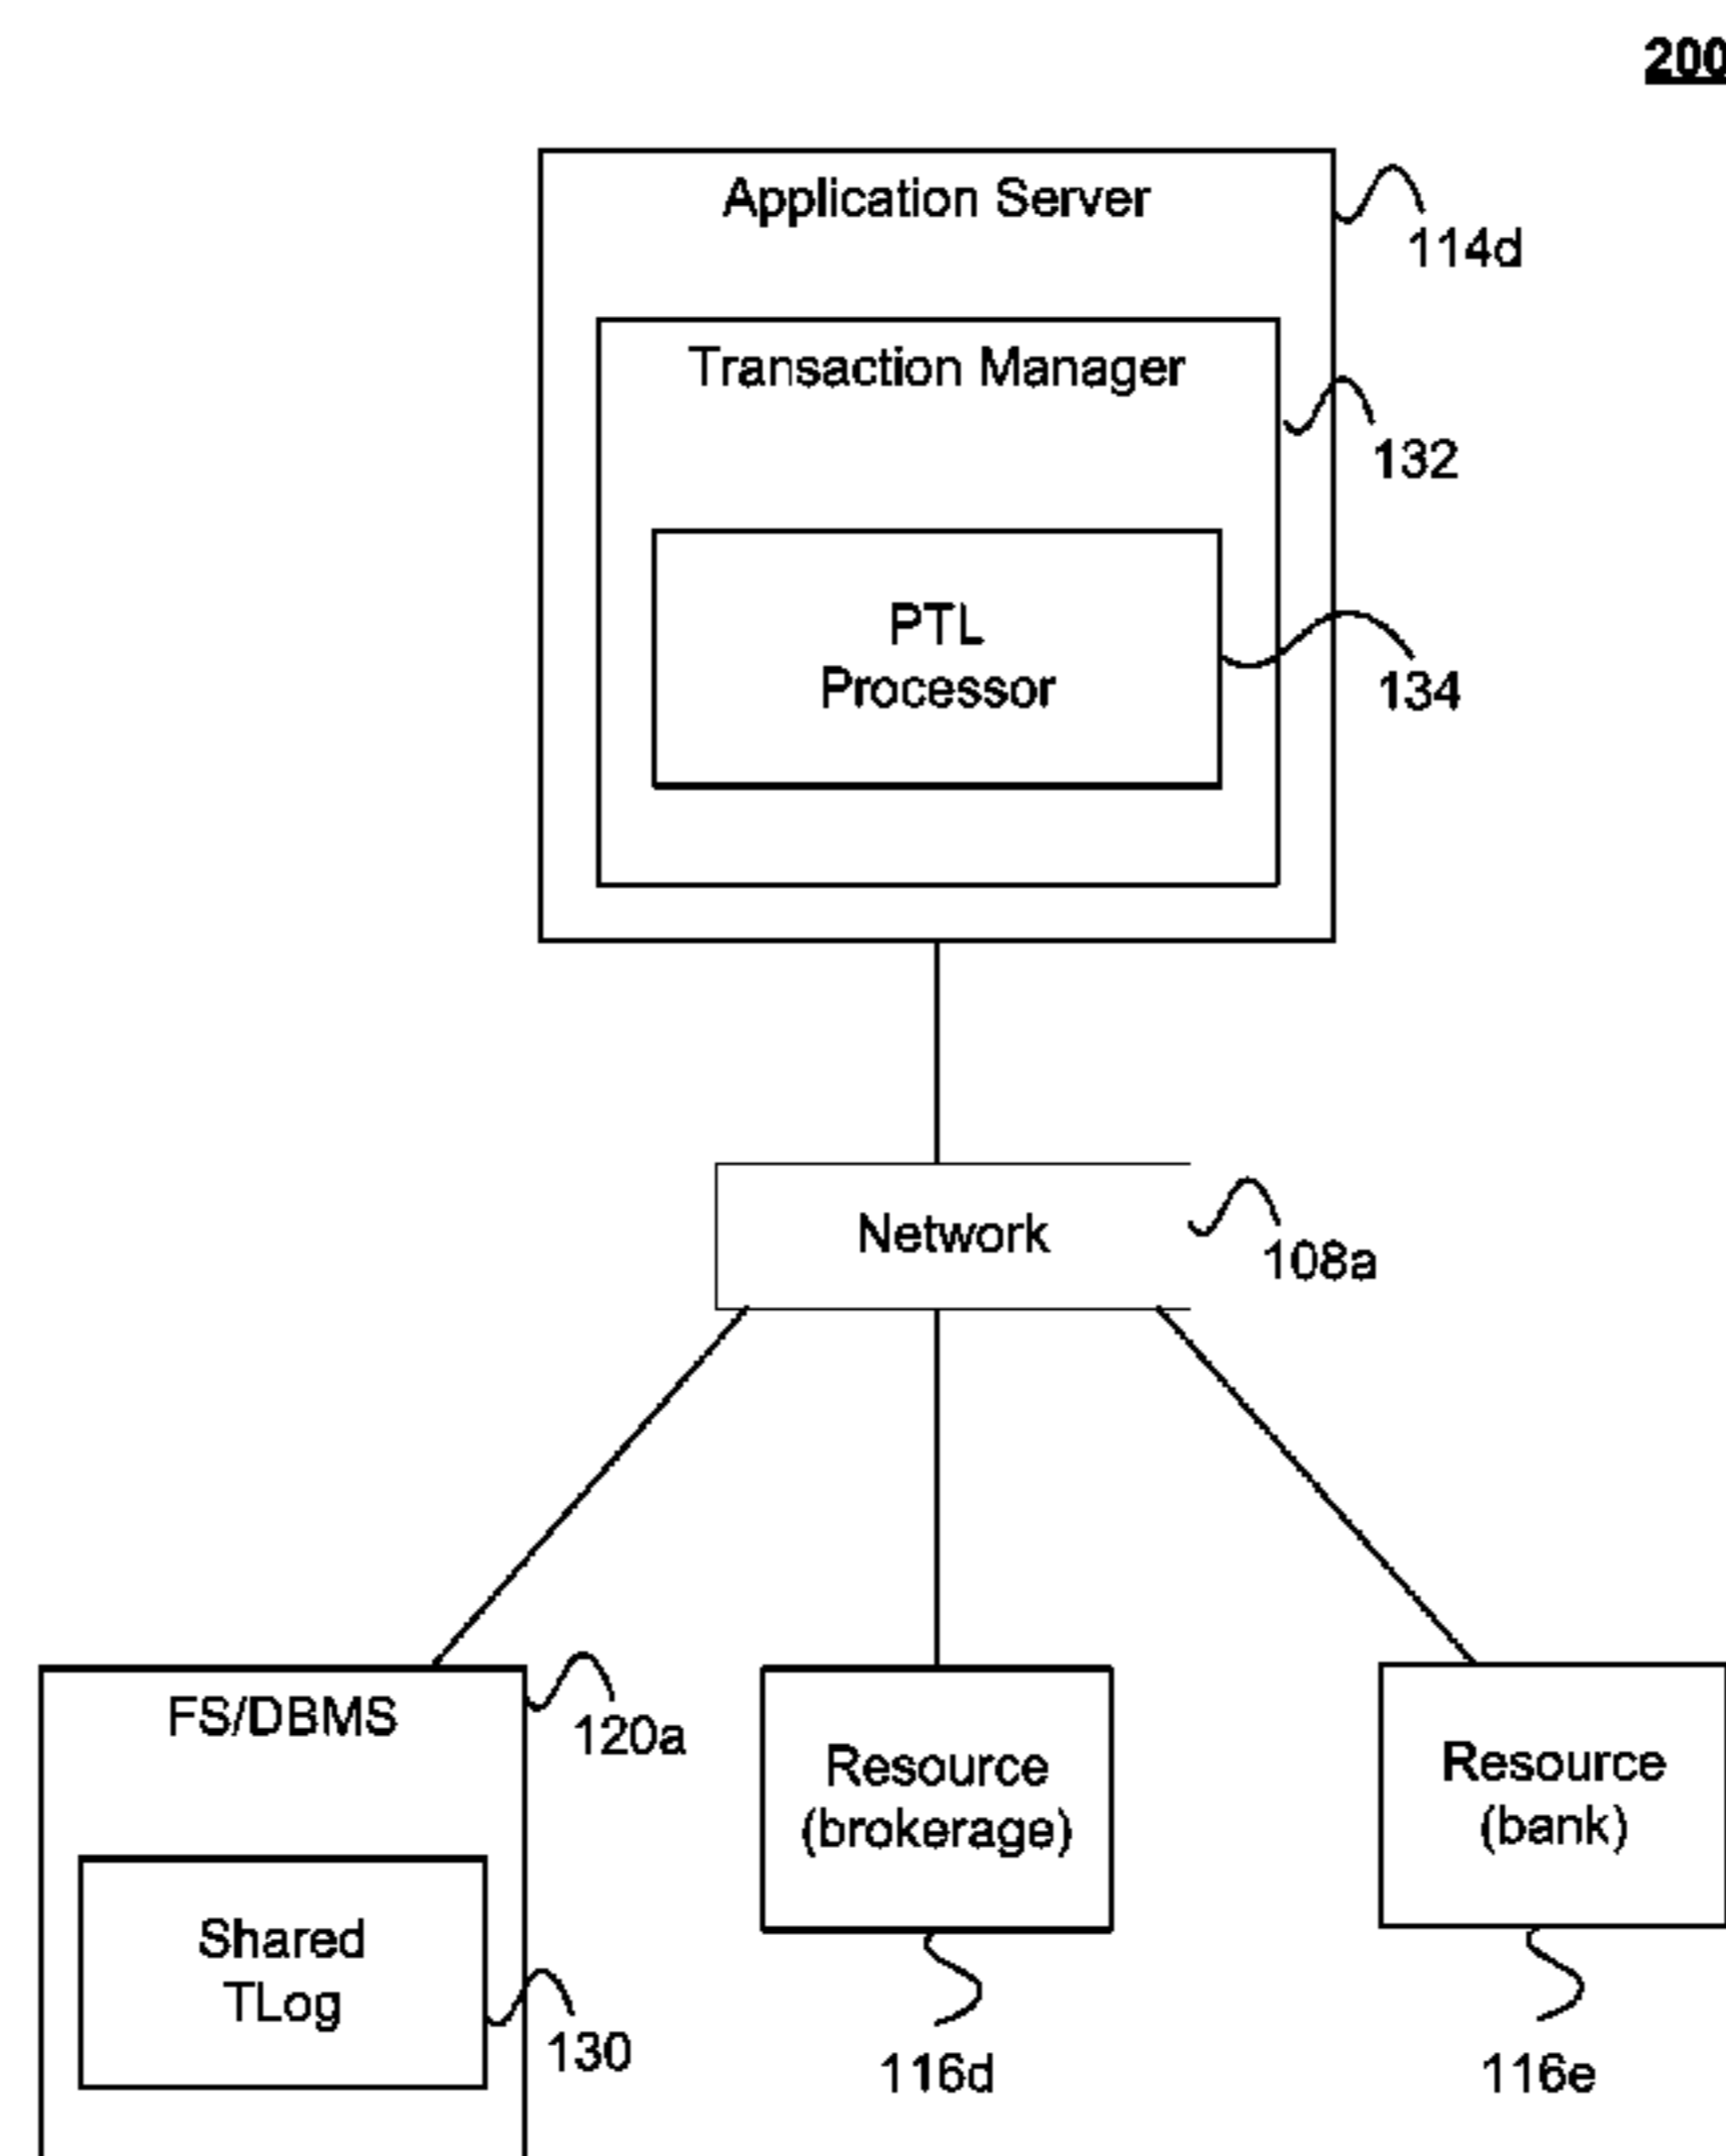 200
Application Server
114d
Transaction Manager
132
PTL
Processor
134
Network
108a
FS/DBMS
120a
Resource
(brokerage)
Resource
(bank)
Shared
TLog
130
116d
116e